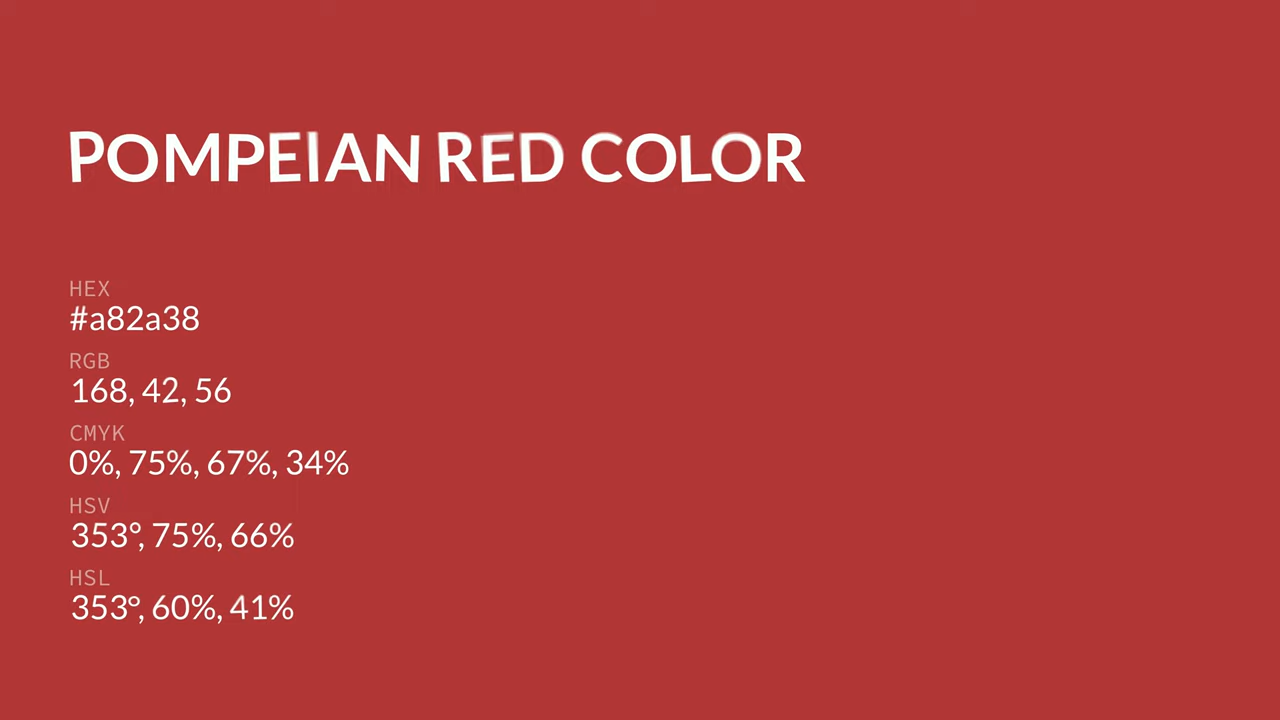 POMPEIAN RED COLOR
HEX
#a82a38
RGB
168, 42, 56
CMYK
0%, 75%, 67%, 34%
HSV
353°, 75%, 66%
HSL
353°, 60%, 41%